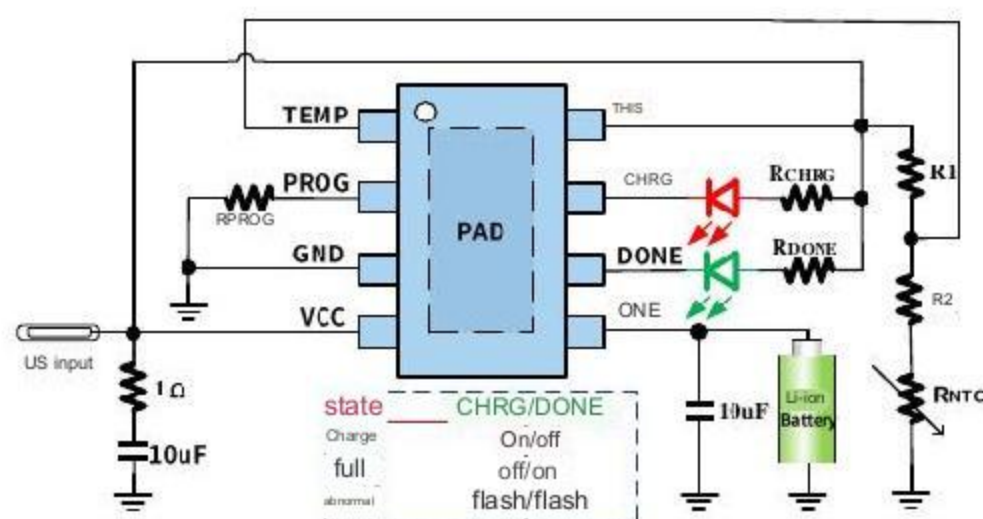 TEMP
THIS
PROG
RPROG
CHRG
RCHRG
R1
PAD
GND
DONE
RDONE
VCC
ONE
R2
US input
1Ω
10uF
10uF
Li-ion
Battery
RNTC
state CHRG/DONE
Charge On/off
full off/on
abnormal flash/flash